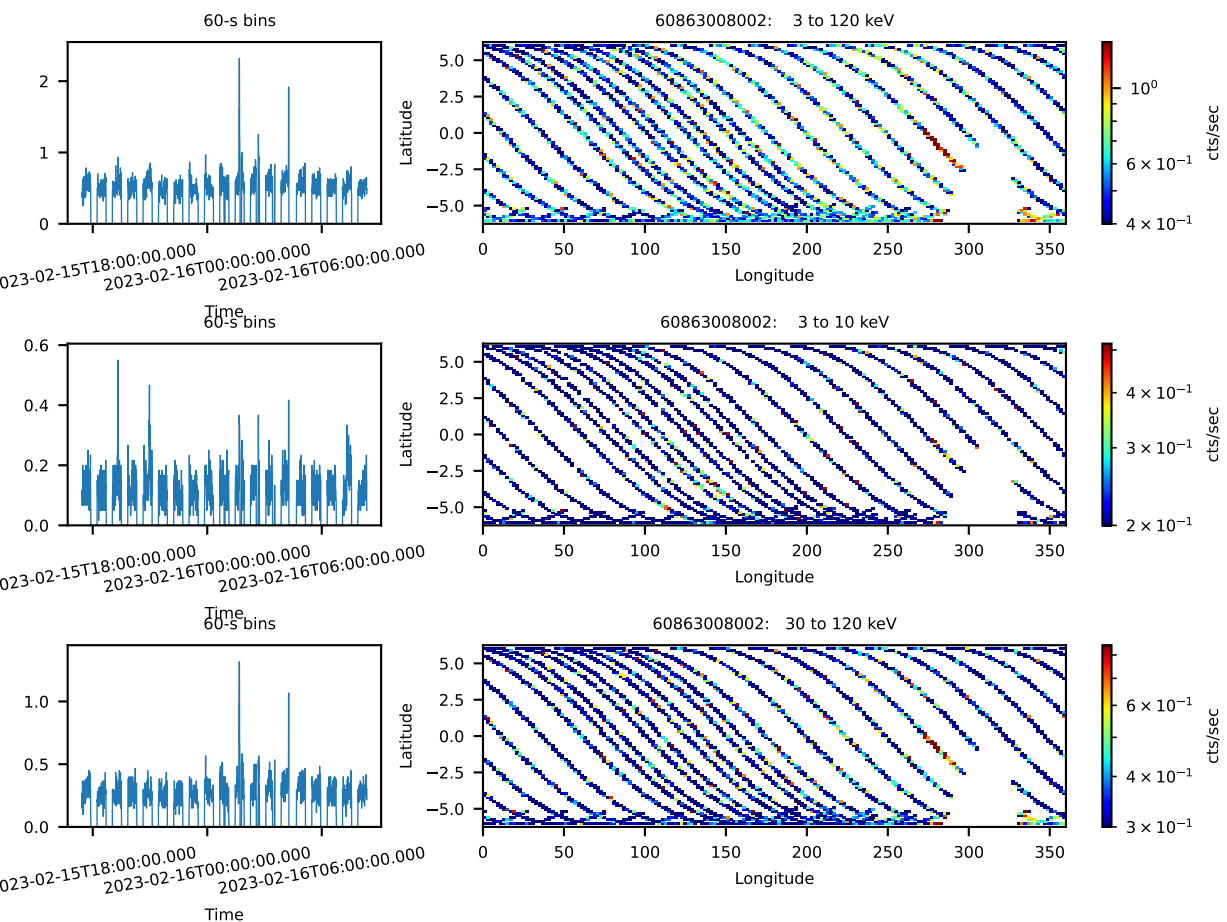 60-s bins
60863008002: 3 to 120 keV
2
1
0
023-02-15T18:00:00.000
2023-02-16T00:00:00.000
2023-02-16T06:00:00.000
Time
Latitude
5.0
2.5
0.0
−2.5
−5.0
0 50 100 150 200 250 300 350
Longitude
10⁰
6 × 10⁻¹
4 × 10⁻¹
cts/sec
60-s bins
60863008002: 3 to 10 keV
0.6
0.4
0.2
0.0
023-02-15T18:00:00.000
2023-02-16T00:00:00.000
2023-02-16T06:00:00.000
Time
Latitude
5.0
2.5
0.0
−2.5
−5.0
0 50 100 150 200 250 300 350
Longitude
4 × 10⁻¹
3 × 10⁻¹
2 × 10⁻¹
cts/sec
60-s bins
60863008002: 30 to 120 keV
1.0
0.5
0.0
023-02-15T18:00:00.000
2023-02-16T00:00:00.000
2023-02-16T06:00:00.000
Time
Latitude
5.0
2.5
0.0
−2.5
−5.0
0 50 100 150 200 250 300 350
Longitude
6 × 10⁻¹
4 × 10⁻¹
3 × 10⁻¹
cts/sec